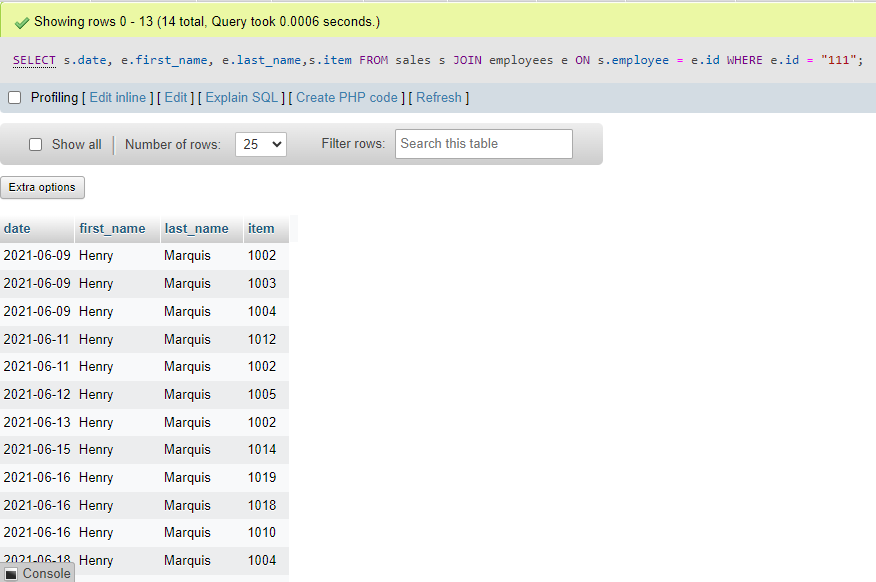 Showing rows 0 - 13 (14 total, Query took 0.0006 seconds.)
SELECT s.date, e.first_name, e.last_name,s.item FROM sales s JOIN employees e ON s.employee = e.id WHERE e.id = "111";
Profiling [ Edit inline ] [ Edit ] [ Explain SQL ] [ Create PHP code ] [ Refresh ]
Show all Number of rows: 25 Filter rows: Search this table
Extra options
date first_name last_name item
2021-06-09 Henry Marquis 1002
2021-06-09 Henry Marquis 1003
2021-06-09 Henry Marquis 1004
2021-06-11 Henry Marquis 1012
2021-06-11 Henry Marquis 1002
2021-06-12 Henry Marquis 1005
2021-06-13 Henry Marquis 1002
2021-06-15 Henry Marquis 1014
2021-06-16 Henry Marquis 1019
2021-06-16 Henry Marquis 1018
2021-06-16 Henry Marquis 1010
2021-06-18 Henry Marquis 1004
Console